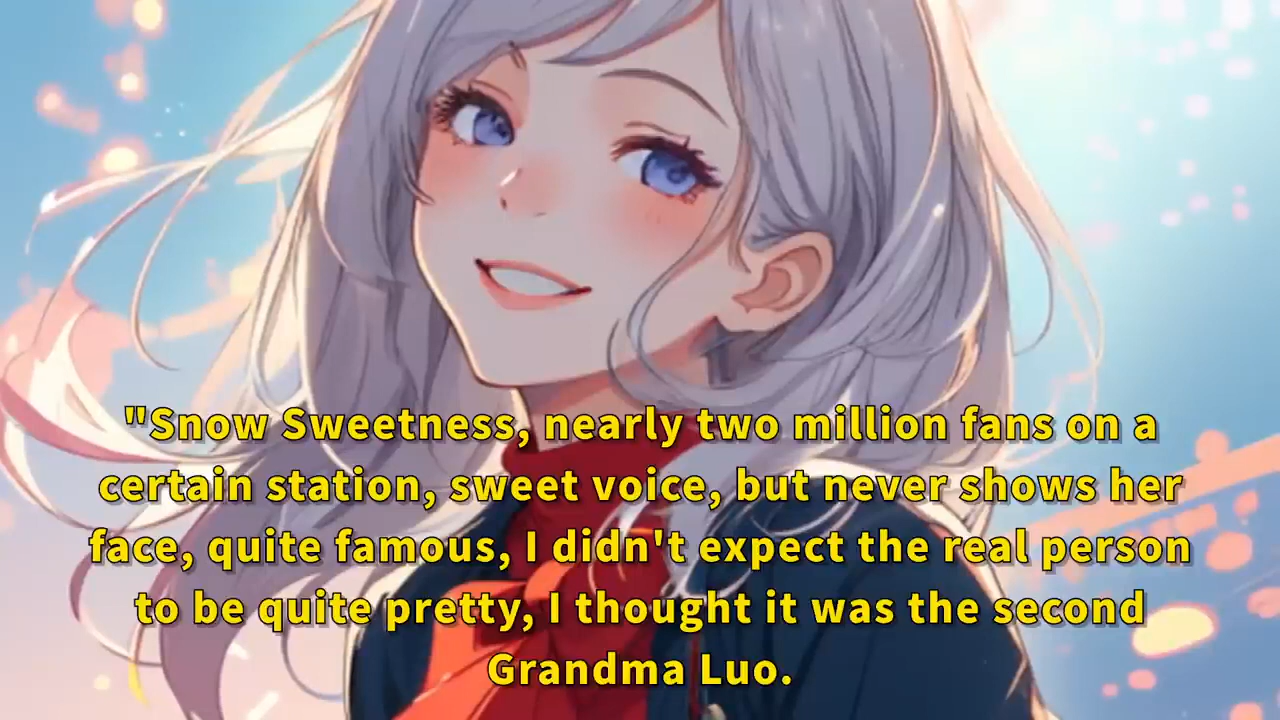 "Snow Sweetness, nearly two million fans on a
certain station, sweet voice, but never shows her
face, quite famous, I didn't expect the real person
to be quite pretty, I thought it was the second
Grandma Luo.